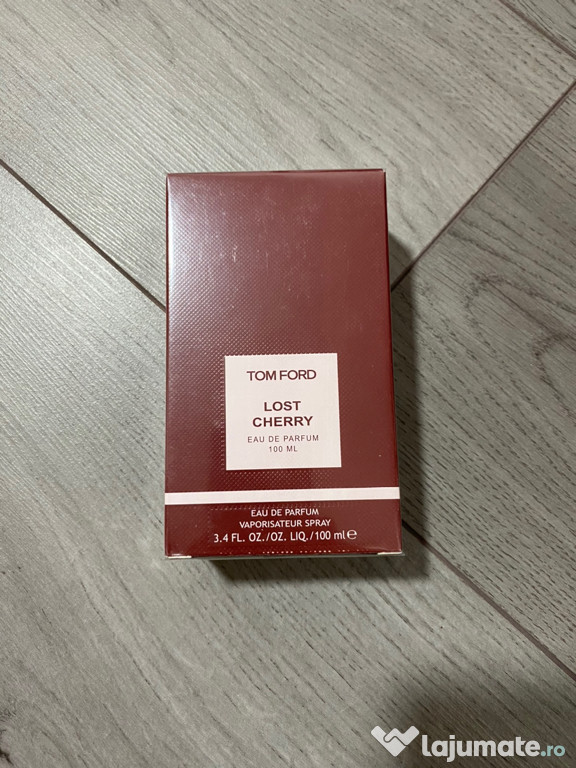 TOM FORD
LOST
CHERRY
EAU DE PARFUM
100 ML
EAU DE PARFUM
VAPORISATEUR SPRAY
3.4 FL. OZ./OZ. LIQ./100 ml℮
lajumate.ro